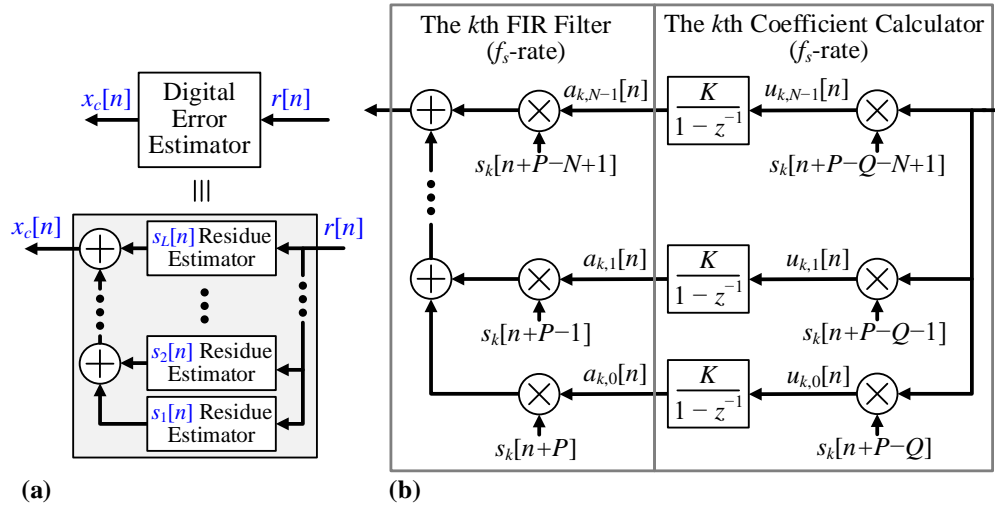 x_c[n]
Digital
Error
Estimator
r[n]
x_c[n]
s_L[n] Residue
Estimator
r[n]
s_2[n] Residue
Estimator
s_1[n] Residue
Estimator
(a)
The kth FIR Filter
(f_s-rate)
The kth Coefficient Calculator
(f_s-rate)
a_{k,N−1}[n]
K
1 − z^{−1}
u_{k,N−1}[n]
s_k[n+P−N+1]
s_k[n+P−Q−N+1]
a_{k,1}[n]
K
1 − z^{−1}
u_{k,1}[n]
s_k[n+P−1]
s_k[n+P−Q−1]
a_{k,0}[n]
K
1 − z^{−1}
u_{k,0}[n]
s_k[n+P]
s_k[n+P−Q]
(b)